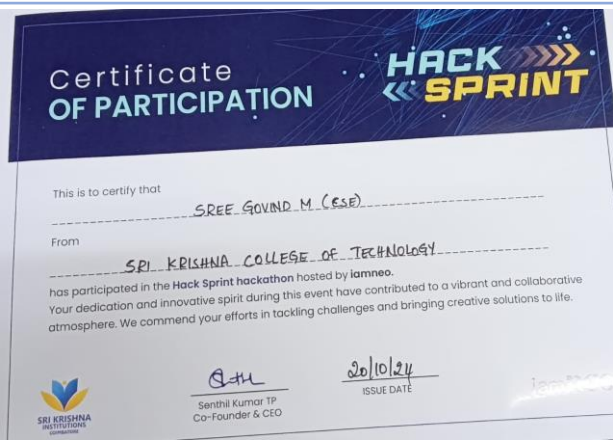 Certificate
OF PARTICIPATION
HACK
SPRINT
This is to certify that
SREE GOVIND M (CSE)
From
SRI KRISHNA COLLEGE OF TECHNOLOGY
has participated in the Hack Sprint hackathon hosted by iamneo.
Your dedication and innovative spirit during this event have contributed to a vibrant and collaborative
atmosphere. We commend your efforts in tackling challenges and bringing creative solutions to life.
20/10/24
Senthil Kumar TP
Co-Founder & CEO
ISSUE DATE
SRI KRISHNA
INSTITUTIONS
COIMBATORE